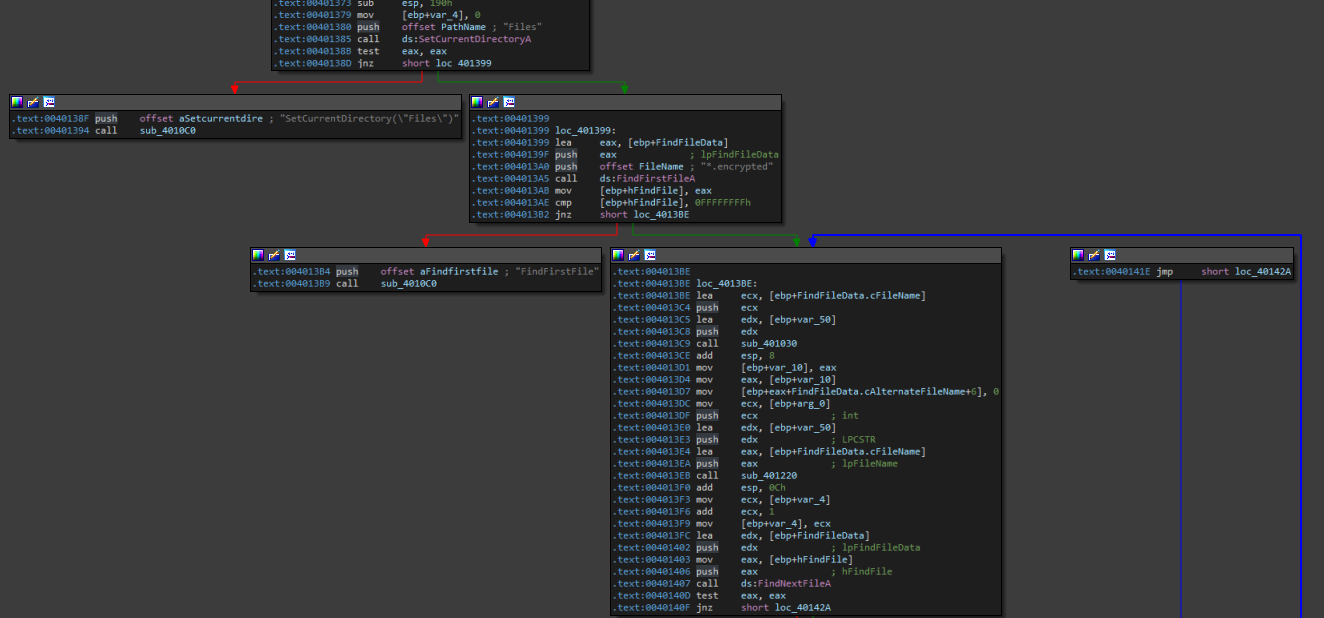 .text:00401373 sub esp, 190h
.text:00401379 mov [ebp+var_4], 0
.text:00401380 push offset PathName ; "Files"
.text:00401385 call ds:SetCurrentDirectoryA
.text:0040138B test eax, eax
.text:0040138D jnz short loc_401399
.text:0040138F push offset aSetcurrentdire ; "SetCurrentDirectory(\"Files\")"
.text:00401394 call sub_4010C0
.text:00401399
.text:00401399 loc_401399:
.text:00401399 lea eax, [ebp+FindFileData]
.text:0040139F push eax ; lpFindFileData
.text:004013A0 push offset FileName ; "*.encrypted"
.text:004013A5 call ds:FindFirstFileA
.text:004013AB mov [ebp+hFindFile], eax
.text:004013AE cmp [ebp+hFindFile], 0FFFFFFFFh
.text:004013B2 jnz short loc_4013BE
.text:004013B4 push offset aFindfirstfile ; "FindFirstFile"
.text:004013B9 call sub_4010C0
.text:004013BE
.text:004013BE loc_4013BE:
.text:004013BE lea ecx, [ebp+FindFileData.cFileName]
.text:004013C4 push ecx
.text:004013C5 lea edx, [ebp+var_50]
.text:004013C8 push edx
.text:004013C9 call sub_401030
.text:004013CE add esp, 8
.text:004013D1 mov [ebp+var_10], eax
.text:004013D4 mov eax, [ebp+var_10]
.text:004013D7 mov [ebp+eax+FindFileData.cAlternateFileName+6], 0
.text:004013DC mov ecx, [ebp+arg_0]
.text:004013DF push ecx ; int
.text:004013E0 lea edx, [ebp+var_50]
.text:004013E3 push edx ; LPCSTR
.text:004013E4 lea eax, [ebp+FindFileData.cFileName]
.text:004013EA push eax ; lpFileName
.text:004013EB call sub_401220
.text:004013F0 add esp, 0Ch
.text:004013F3 mov ecx, [ebp+var_4]
.text:004013F6 add ecx, 1
.text:004013F9 mov [ebp+var_4], ecx
.text:004013FC lea edx, [ebp+FindFileData]
.text:00401402 push edx ; lpFindFileData
.text:00401403 mov eax, [ebp+hFindFile]
.text:00401406 push eax ; hFindFile
.text:00401407 call ds:FindNextFileA
.text:0040140D test eax, eax
.text:0040140F jnz short loc_40142A
.text:0040141E jmp short loc_40142A